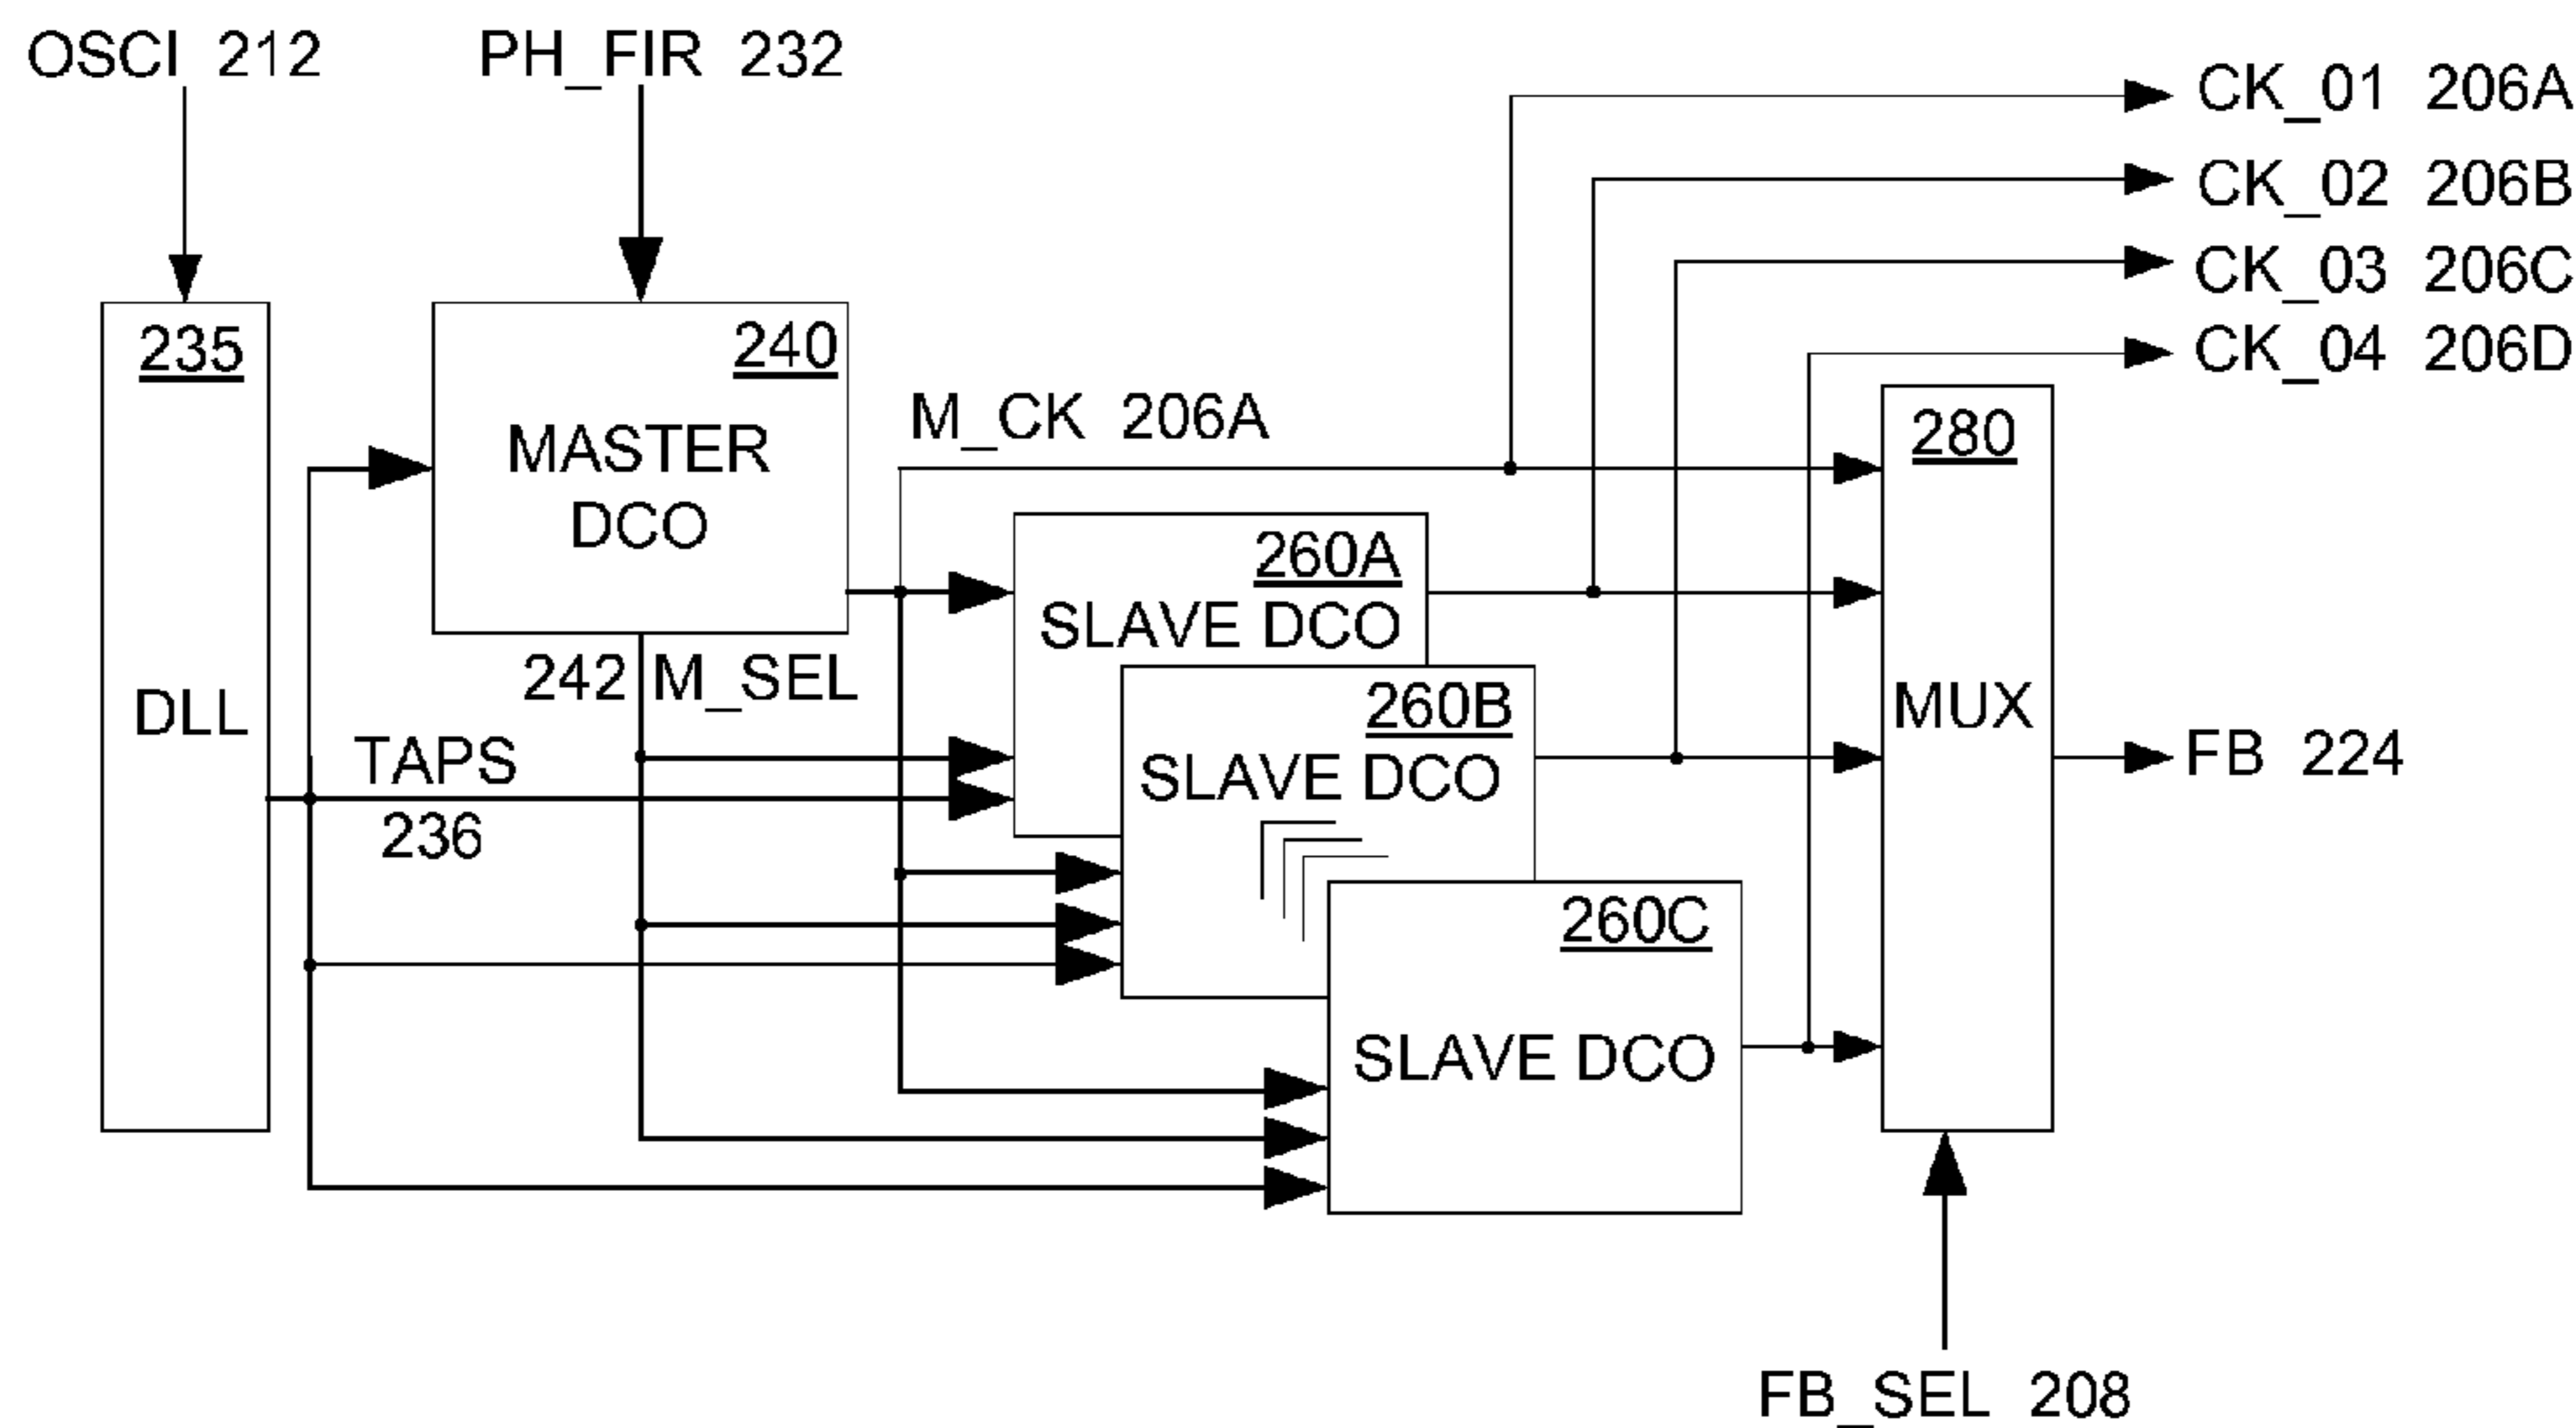 OSCI 212
PH_FIR 232
CK_01 206A
CK_02 206B
CK_03 206C
CK_04 206D
235
DLL
240
MASTER
DCO
M_CK 206A
242 M_SEL
TAPS
236
260A
SLAVE DCO
260B
SLAVE DCO
260C
SLAVE DCO
280
MUX
FB 224
FB_SEL 208